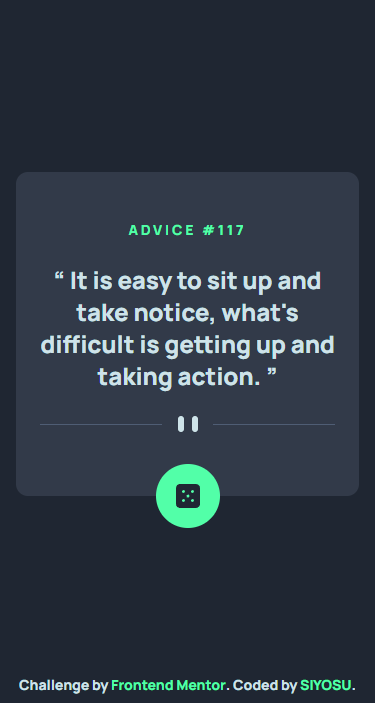 ADVICE #117
“ It is easy to sit up and
take notice, what's
difficult is getting up and
taking action. ”
Challenge by Frontend Mentor. Coded by SIYOSU.